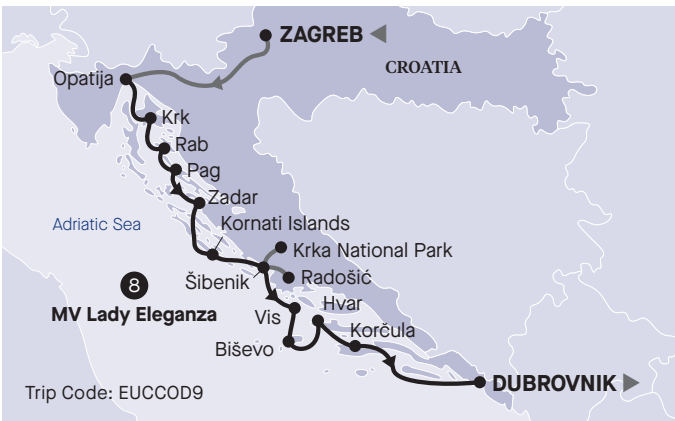 ZAGREB
CROATIA
Opatija
Krk
Rab
Pag
Zadar
Adriatic Sea
Kornati Islands
Krka National Park
Šibenik
Radošić
8
MV Lady Eleganza
Hvar
Vis
Korčula
Biševo
DUBROVNIK
Trip Code: EUCCOD9